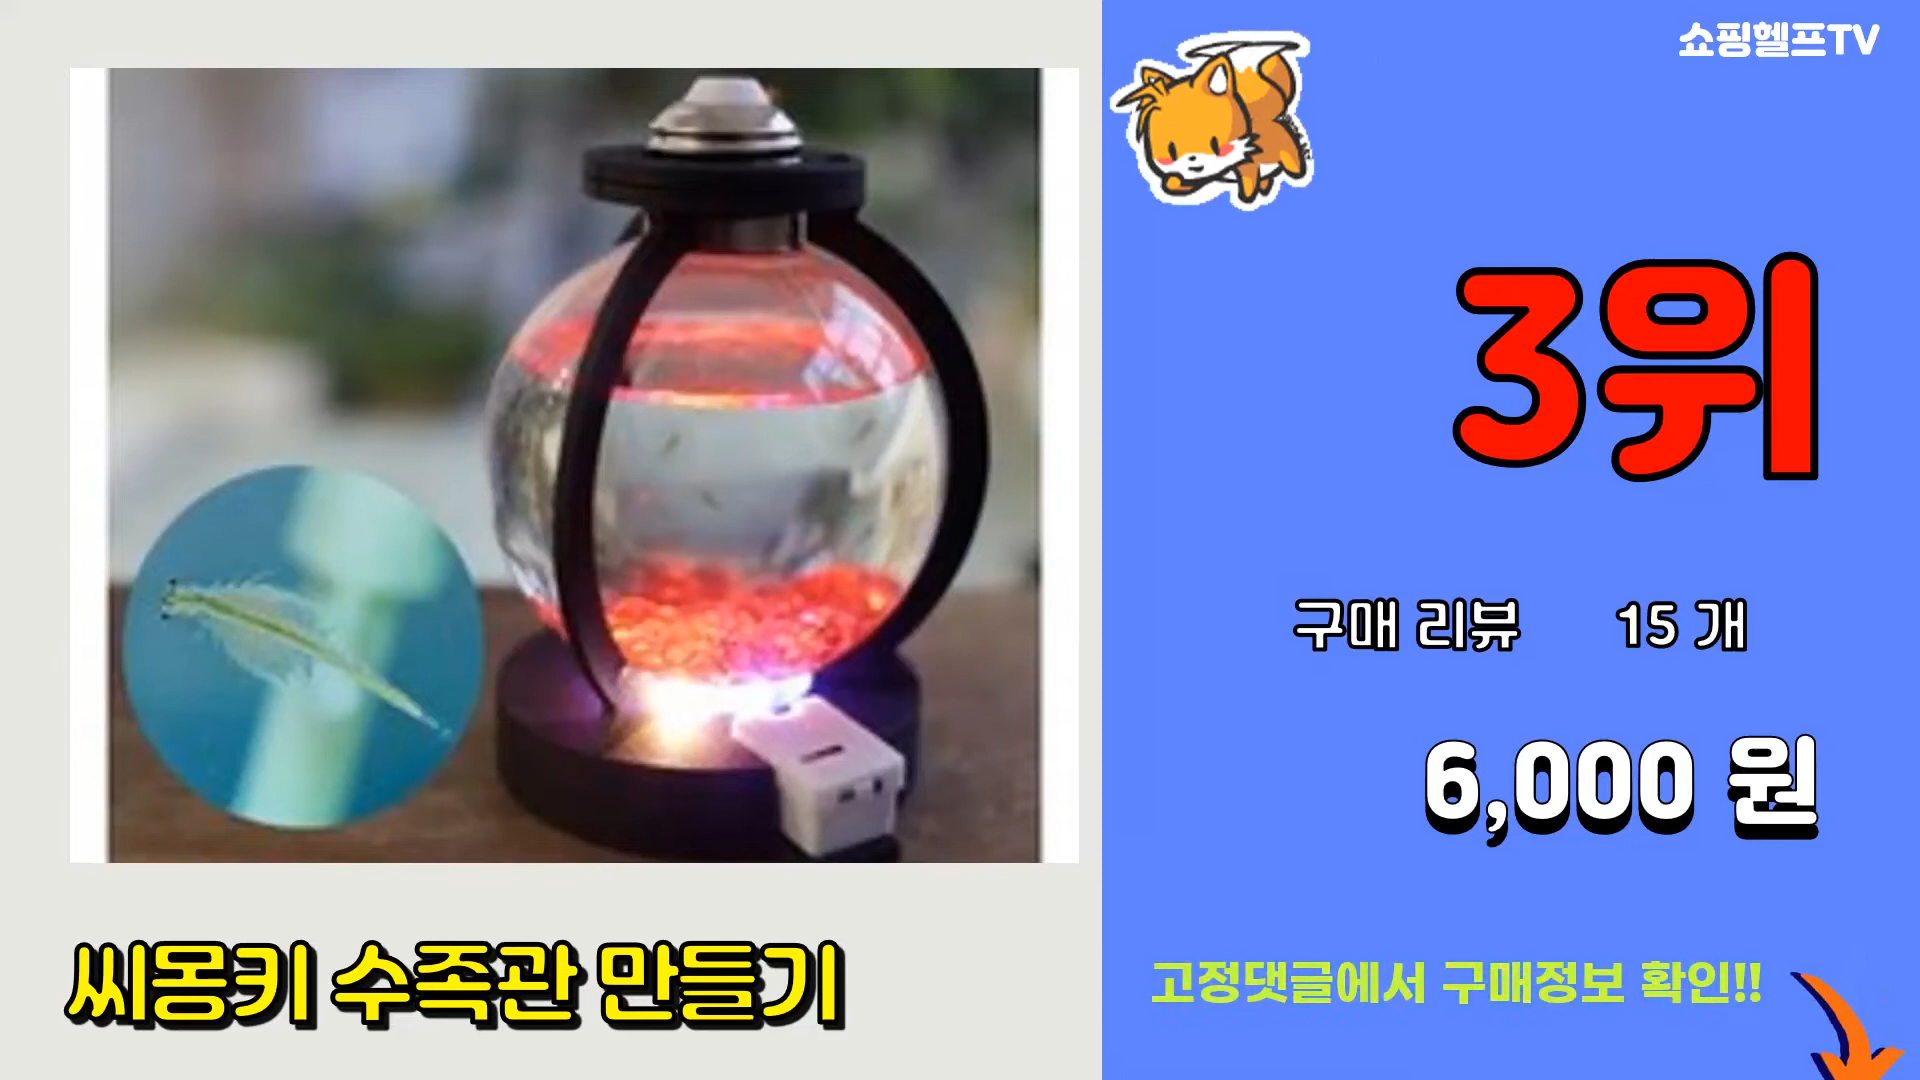 쇼핑헬프TV
3위
구매 리뷰 15 개
6,000 원
씨몽키 수족관 만들기
고정댓글에서 구매정보 확인!!